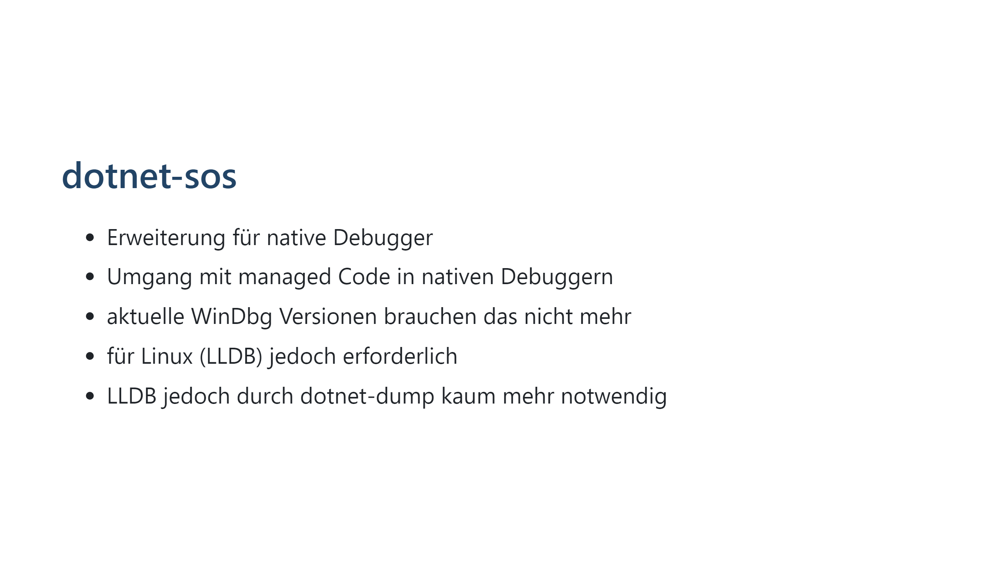 dotnet-sos
• Erweiterung für native Debugger
• Umgang mit managed Code in nativen Debuggern
• aktuelle WinDbg Versionen brauchen das nicht mehr
• für Linux (LLDB) jedoch erforderlich
• LLDB jedoch durch dotnet-dump kaum mehr notwendig